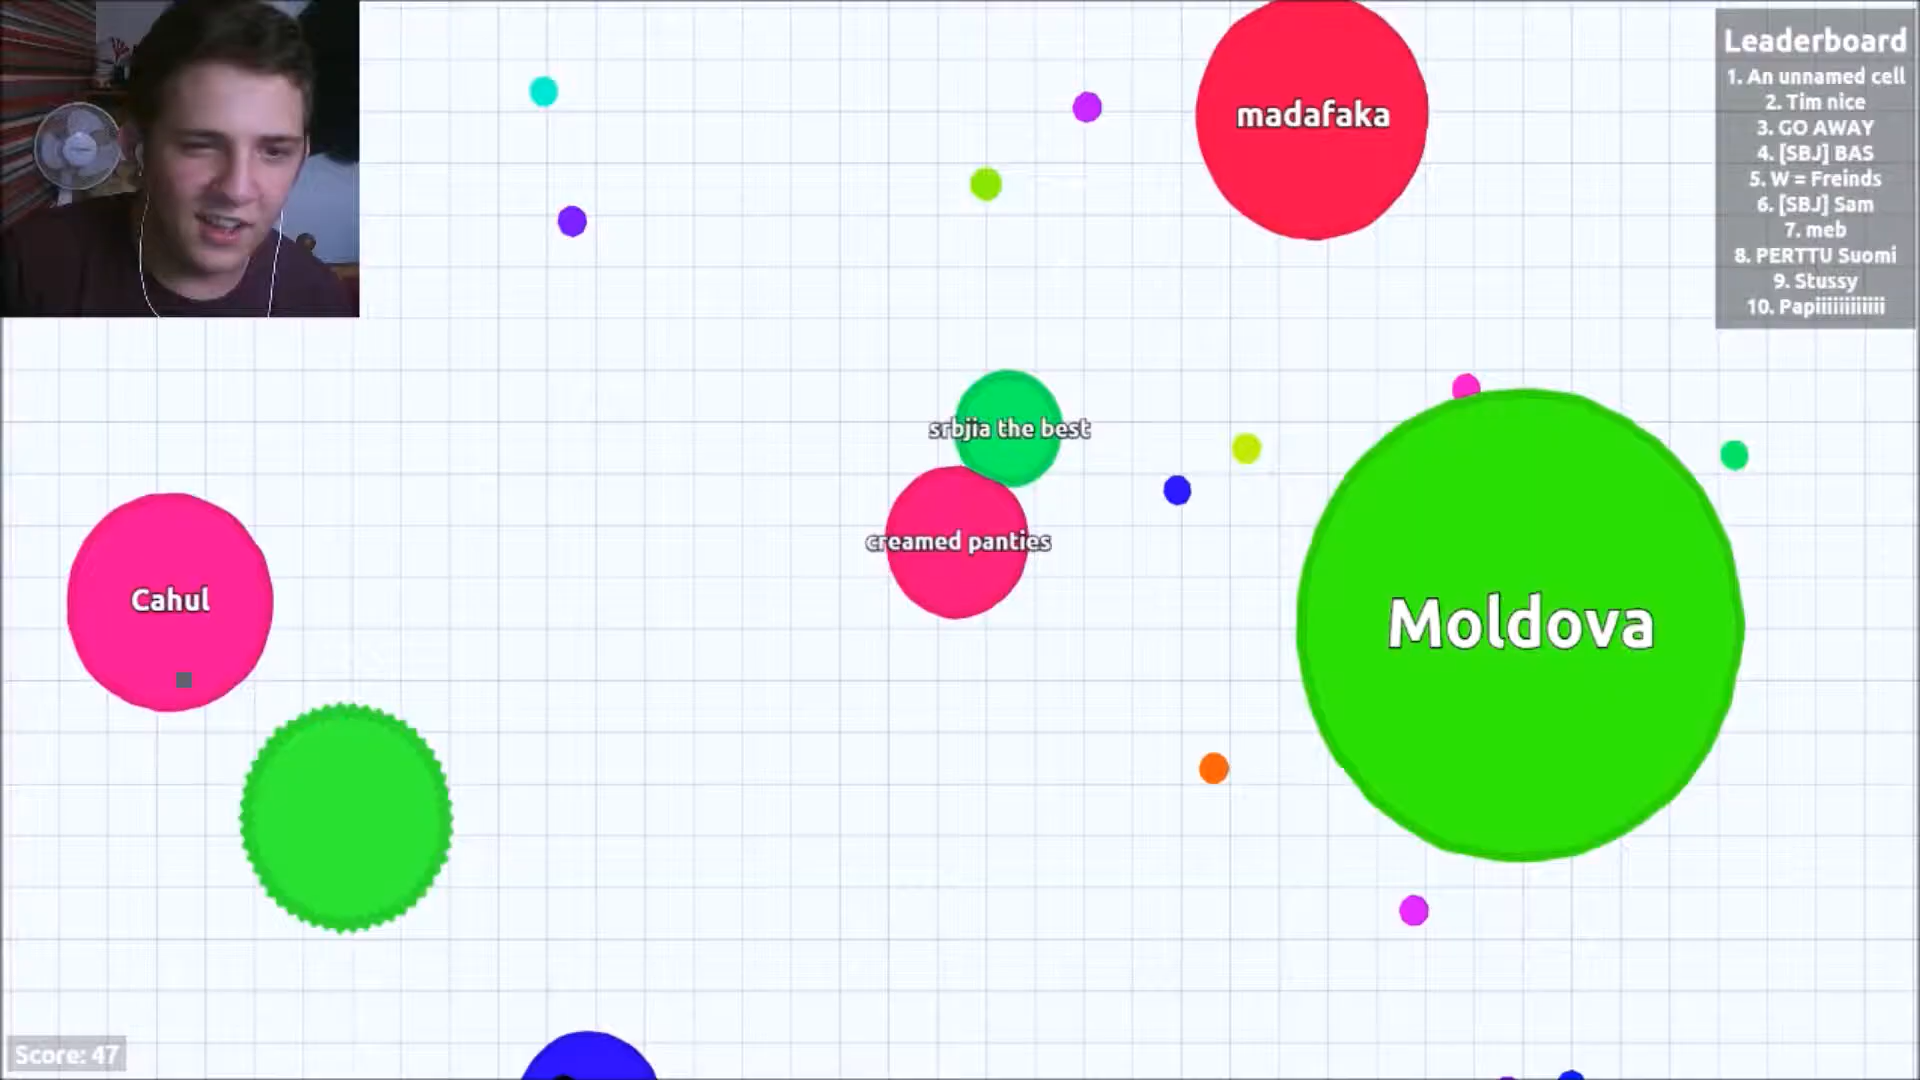 madafaka
Leaderboard
1. An unnamed cell
2. Tim nice
3. GO AWAY
4. [SBJ] BAS
5. W = Freinds
6. [SBJ] Sam
7. meb
8. PERTTU Suomi
9. Stussy
10. Papiiiiiiiiiiii
srbjia the best
creamed panties
Cahul
Moldova
Score: 47